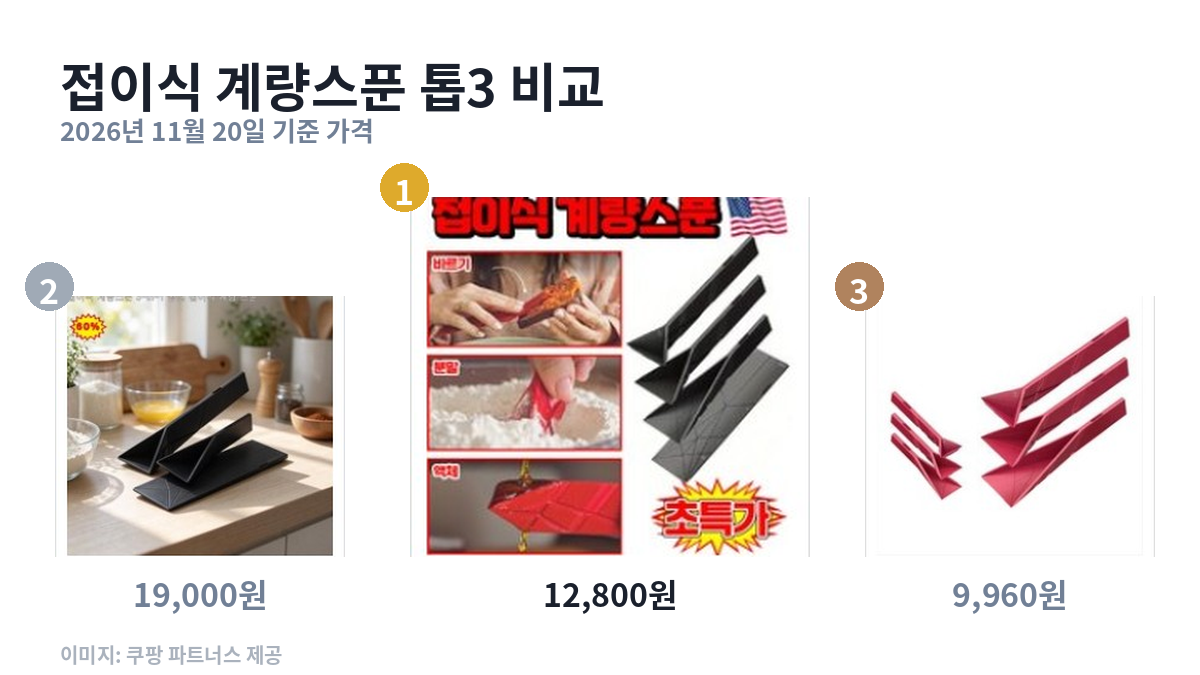 접이식 계량스푼 톱3 비교
2026년 11월 20일 기준 가격
1
접이식 계량스푼
바르기
분말
액체
초특가
2
60%
3
19,000원
12,800원
9,960원
이미지: 쿠팡 파트너스 제공